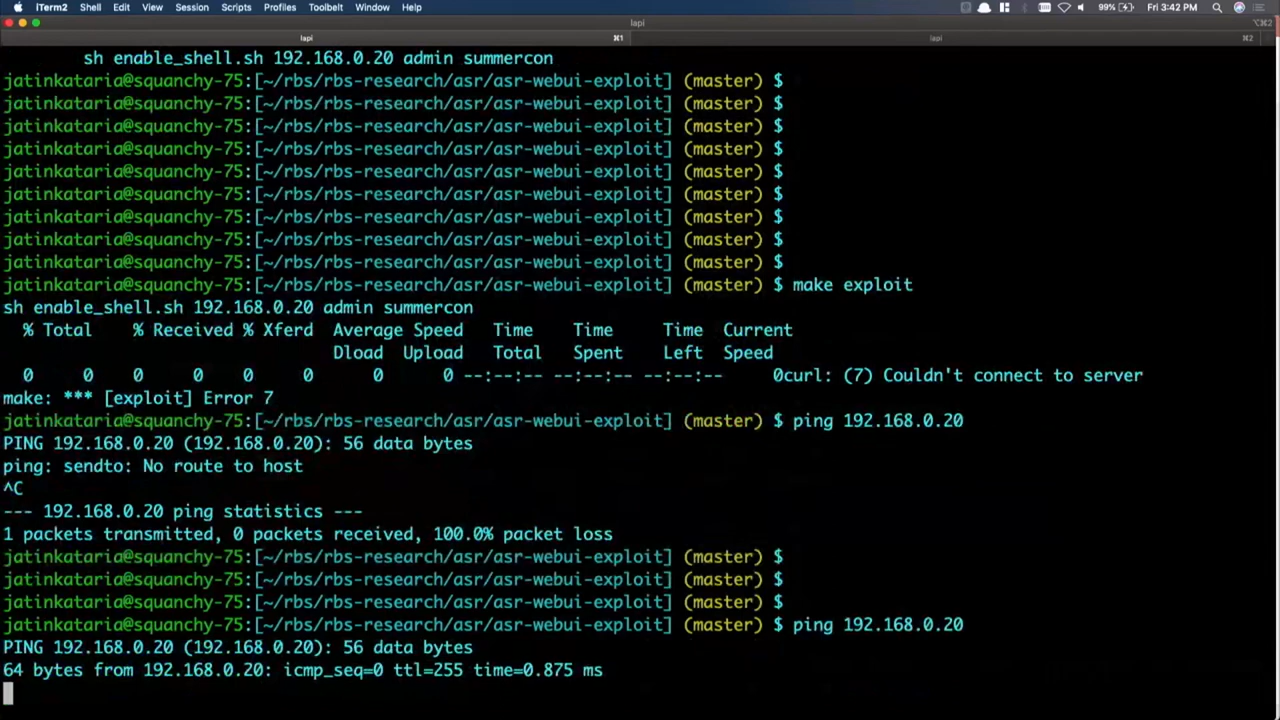 iTerm2 Shell Edit View Session Scripts Profiles Toolbelt Window Help 99% Fri 3:42 PM
lapi ⌥⌘2
lapi ⌘1 lapi ⌘2
sh enable_shell.sh 192.168.0.20 admin summercon
jatinkataria@squanchy-75:[~/rbs/rbs-research/asr/asr-webui-exploit] (master) $
jatinkataria@squanchy-75:[~/rbs/rbs-research/asr/asr-webui-exploit] (master) $
jatinkataria@squanchy-75:[~/rbs/rbs-research/asr/asr-webui-exploit] (master) $
jatinkataria@squanchy-75:[~/rbs/rbs-research/asr/asr-webui-exploit] (master) $
jatinkataria@squanchy-75:[~/rbs/rbs-research/asr/asr-webui-exploit] (master) $
jatinkataria@squanchy-75:[~/rbs/rbs-research/asr/asr-webui-exploit] (master) $
jatinkataria@squanchy-75:[~/rbs/rbs-research/asr/asr-webui-exploit] (master) $
jatinkataria@squanchy-75:[~/rbs/rbs-research/asr/asr-webui-exploit] (master) $
jatinkataria@squanchy-75:[~/rbs/rbs-research/asr/asr-webui-exploit] (master) $
jatinkataria@squanchy-75:[~/rbs/rbs-research/asr/asr-webui-exploit] (master) $ make exploit
sh enable_shell.sh 192.168.0.20 admin summercon
% Total % Received % Xferd Average Speed Time Time Time Current
Dload Upload Total Spent Left Speed
0 0 0 0 0 0 0 0 --:--:-- --:--:-- --:--:-- 0curl: (7) Couldn't connect to server
make: *** [exploit] Error 7
jatinkataria@squanchy-75:[~/rbs/rbs-research/asr/asr-webui-exploit] (master) $ ping 192.168.0.20
PING 192.168.0.20 (192.168.0.20): 56 data bytes
ping: sendto: No route to host
^C
--- 192.168.0.20 ping statistics ---
1 packets transmitted, 0 packets received, 100.0% packet loss
jatinkataria@squanchy-75:[~/rbs/rbs-research/asr/asr-webui-exploit] (master) $
jatinkataria@squanchy-75:[~/rbs/rbs-research/asr/asr-webui-exploit] (master) $
jatinkataria@squanchy-75:[~/rbs/rbs-research/asr/asr-webui-exploit] (master) $
jatinkataria@squanchy-75:[~/rbs/rbs-research/asr/asr-webui-exploit] (master) $ ping 192.168.0.20
PING 192.168.0.20 (192.168.0.20): 56 data bytes
64 bytes from 192.168.0.20: icmp_seq=0 ttl=255 time=0.875 ms